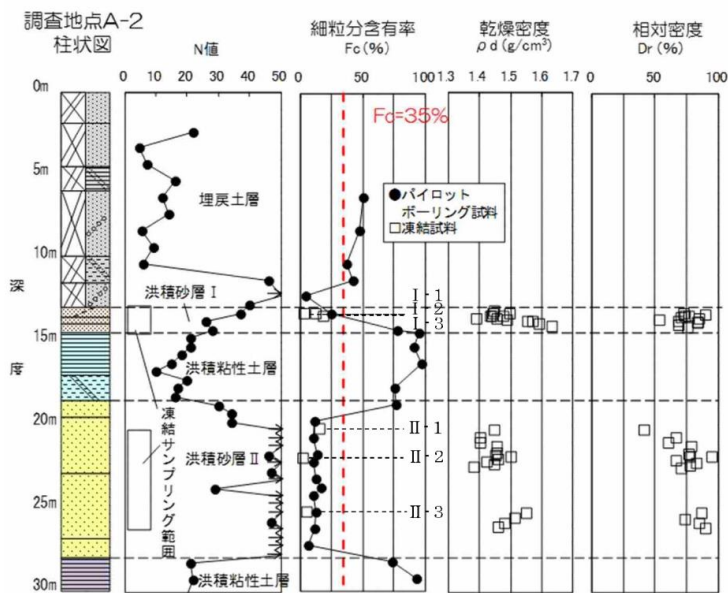 調査地点A-2
柱状図
N値
細粒分含有率
Fc(%)
乾燥密度
ρd(g/cm³)
相対密度
Dr(%)
0 10 20 30 40 50
0 50 100
1.3 1.4 1.5 1.6 1.7
0 50 100
0m
5m
10m
15m
20m
25m
30m
深
度
Fc=35%
パイロット
ボーリング試料
凍結試料
埋戻土層
洪積砂層Ⅰ
洪積粘性土層
洪積砂層Ⅱ
洪積粘性土層
凍結サンプリング範囲
Ⅰ-1
Ⅰ-2
Ⅰ-3
Ⅱ-1
Ⅱ-2
Ⅱ-3